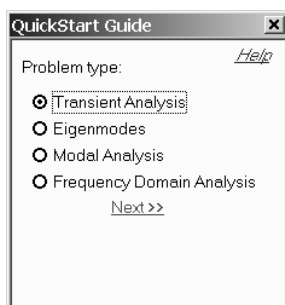 QuickStart Guide
Help
Problem type:
Transient Analysis
Eigenmodes
Modal Analysis
Frequency Domain Analysis
Next >>